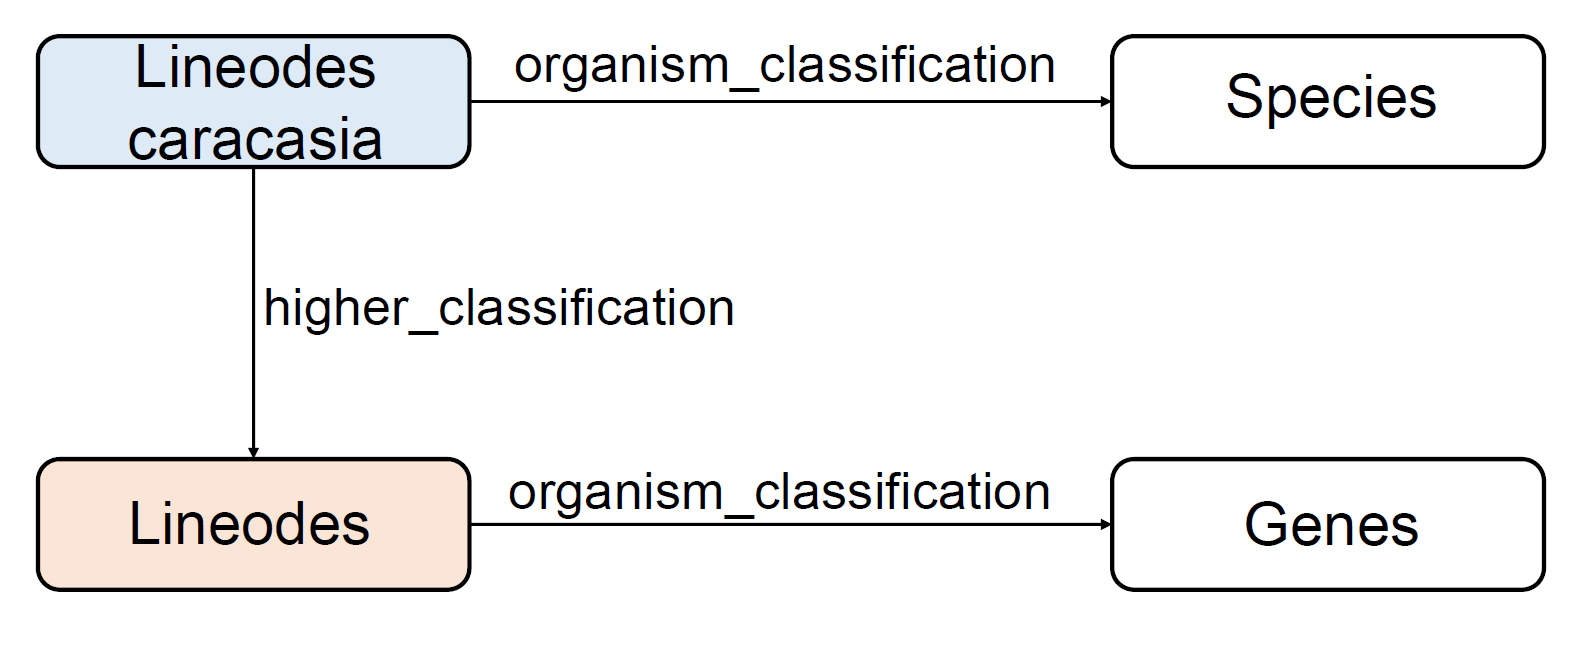 Lineodes
caracasia
organism_classification
Species
higher_classification
Lineodes
organism_classification
Genes